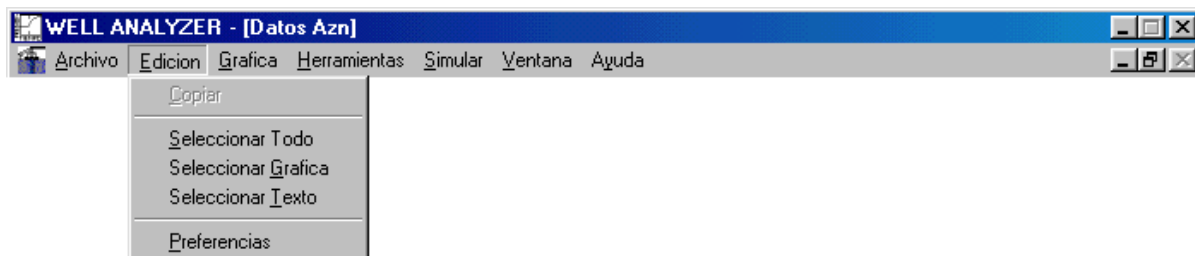 WELL ANALYZER - [Datos Azn]
Archivo Edicion Grafica Herramientas Simular Ventana Ayuda
Copiar
Seleccionar Todo
Seleccionar Grafica
Seleccionar Texto
Preferencias